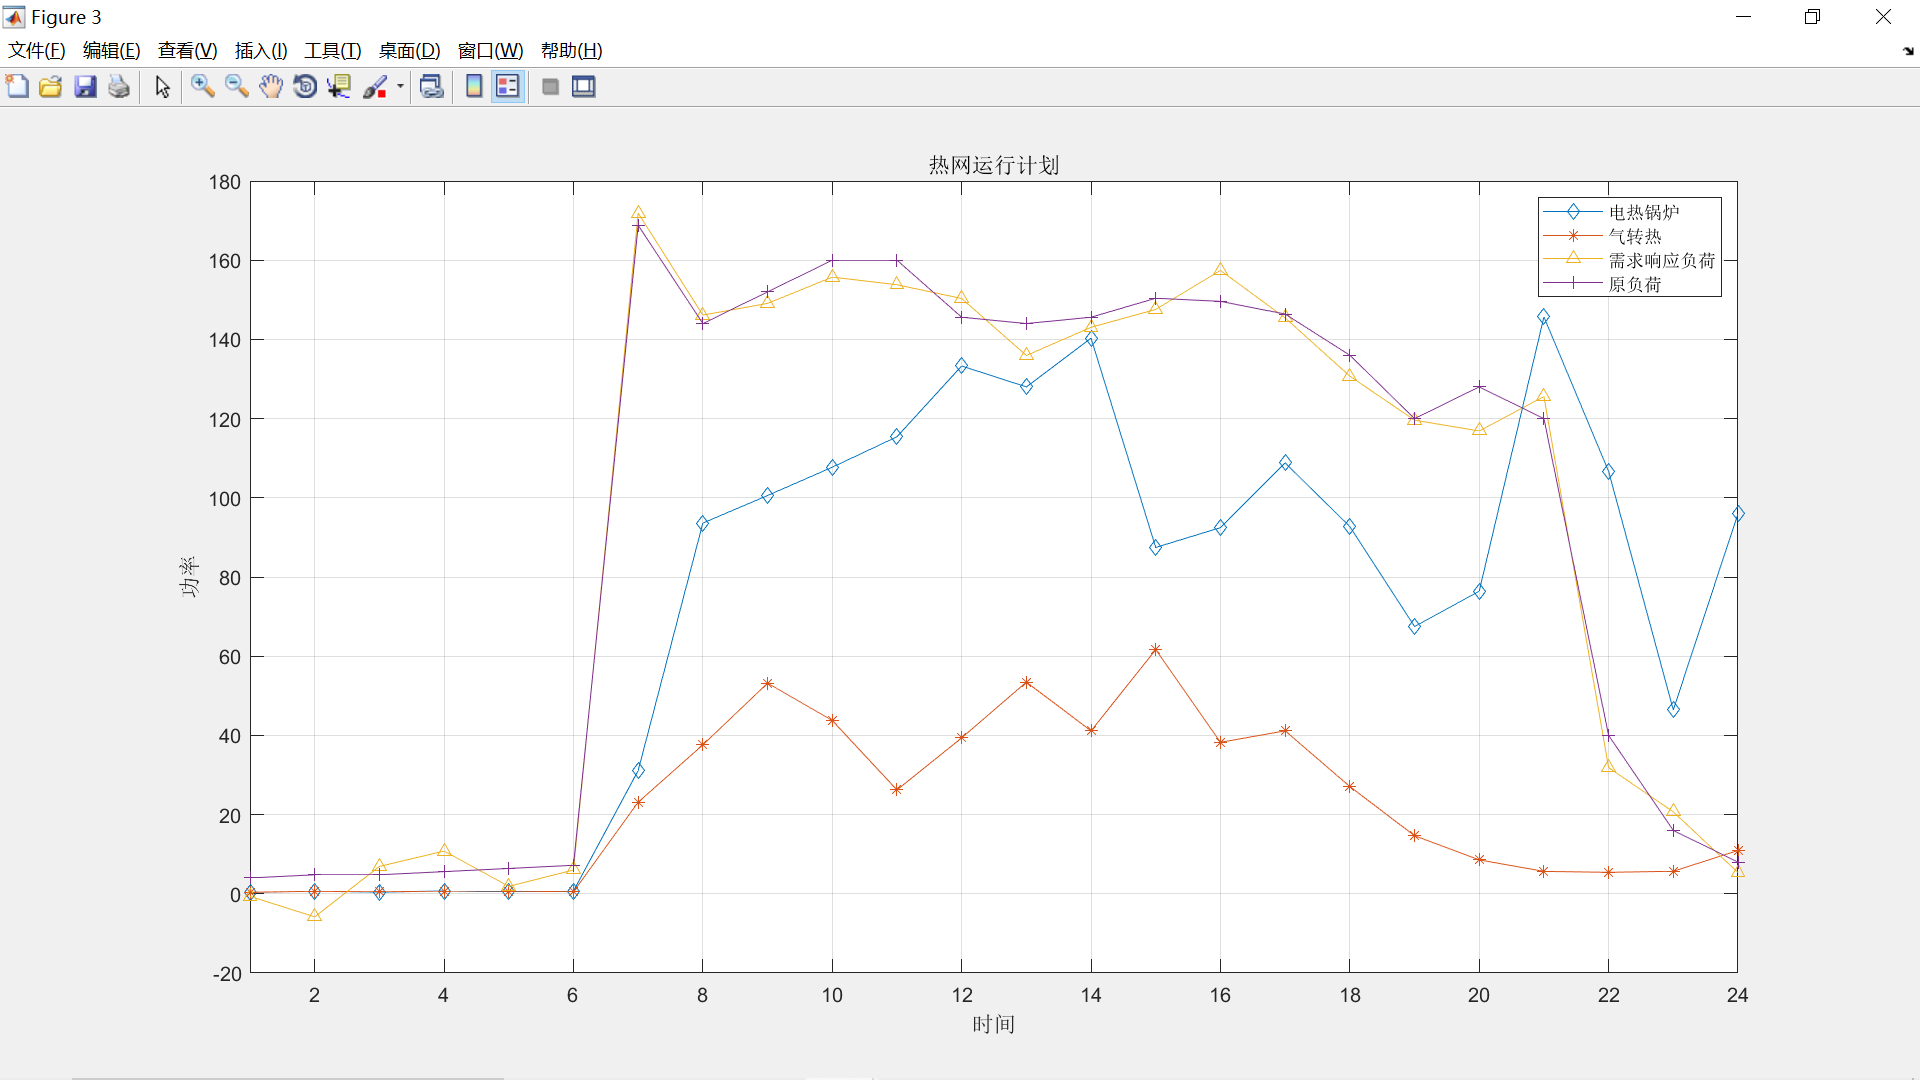 Figure 3
文件(F) 编辑(E) 查看(V) 插入(I) 工具(T) 桌面(D) 窗口(W) 帮助(H)
热网运行计划
180
160
140
120
100
80
60
40
20
0
-20
功率
电热锅炉
气转热
需求响应负荷
原负荷
2 4 6 8 10 12 14 16 18 20 22 24
时间